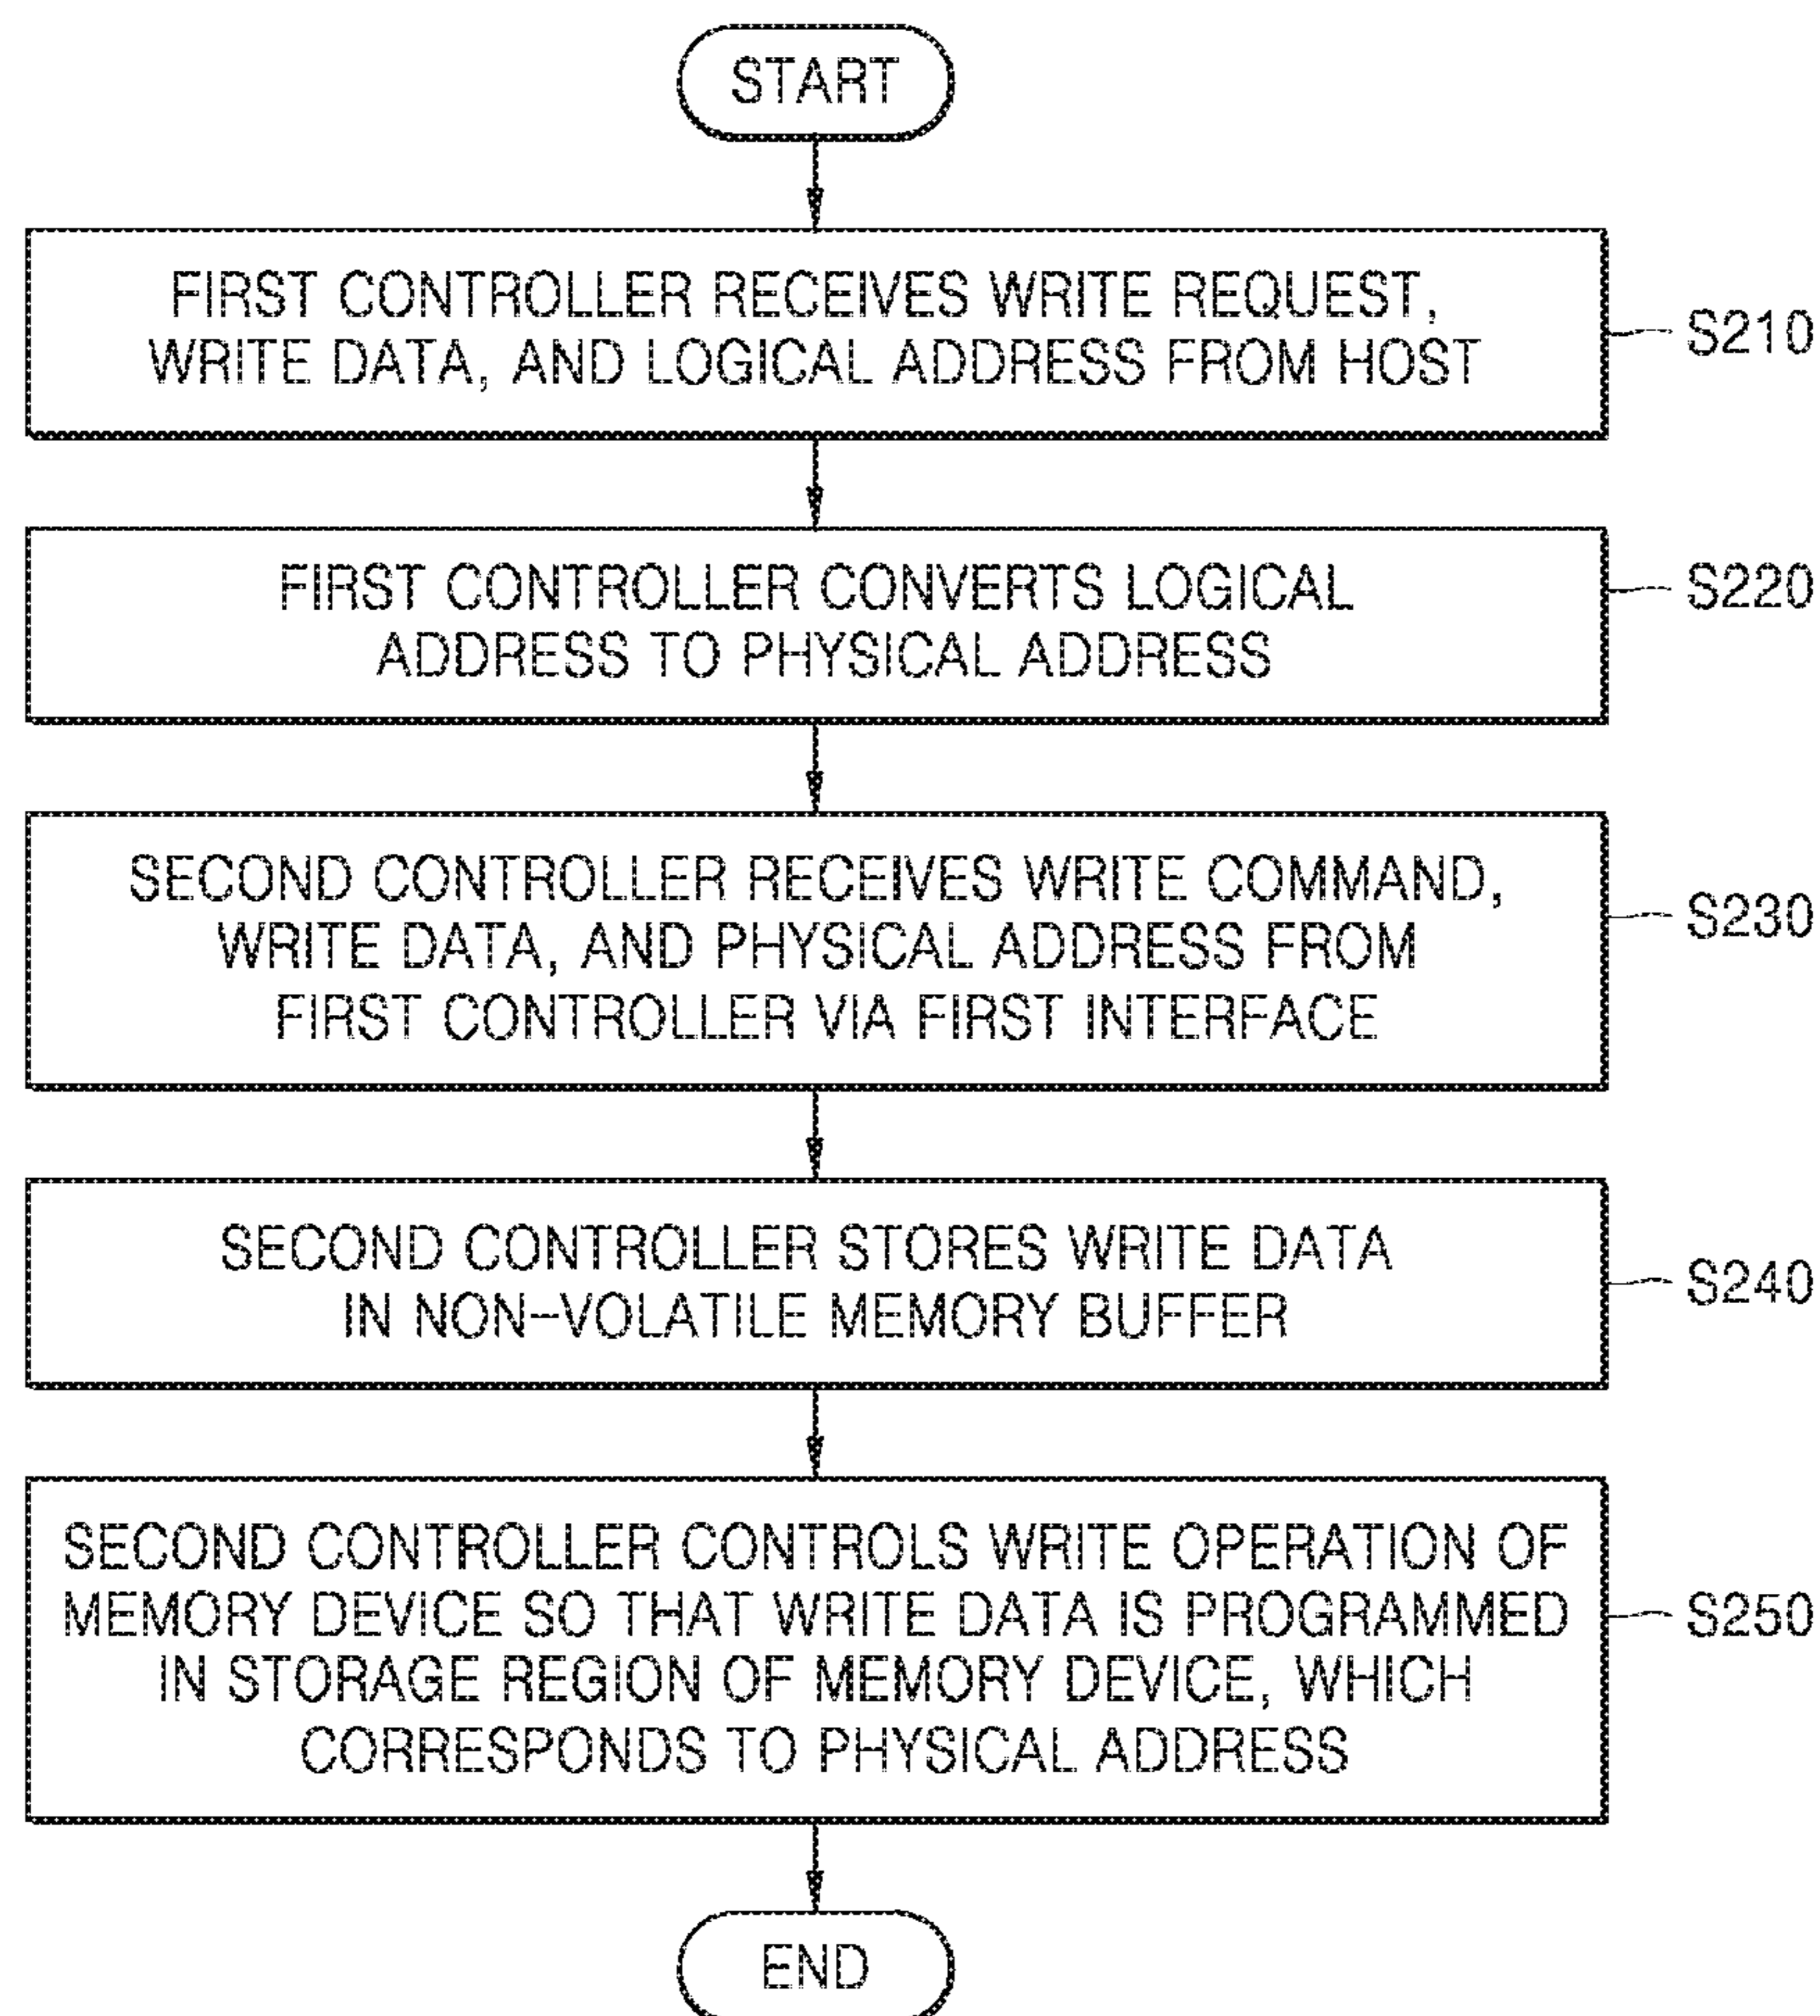 START
FIRST CONTROLLER RECEIVES WRITE REQUEST,
WRITE DATA, AND LOGICAL ADDRESS FROM HOST
S210
FIRST CONTROLLER CONVERTS LOGICAL
ADDRESS TO PHYSICAL ADDRESS
S220
SECOND CONTROLLER RECEIVES WRITE COMMAND,
WRITE DATA, AND PHYSICAL ADDRESS FROM
FIRST CONTROLLER VIA FIRST INTERFACE
S230
SECOND CONTROLLER STORES WRITE DATA
IN NON-VOLATILE MEMORY BUFFER
S240
SECOND CONTROLLER CONTROLS WRITE OPERATION OF
MEMORY DEVICE SO THAT WRITE DATA IS PROGRAMMED
IN STORAGE REGION OF MEMORY DEVICE, WHICH
CORRESPONDS TO PHYSICAL ADDRESS
S250
END